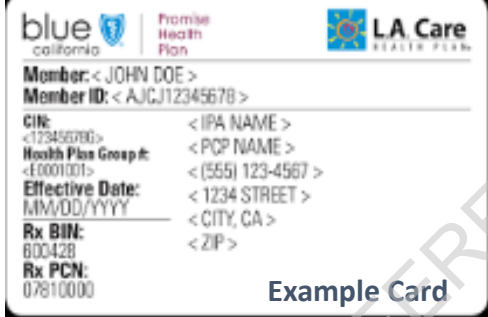 blue
california
Promise
Health
Plan
L.A. Care
HEALTH PLAN®
Member: < JOHN DOE >
Member ID: < AJCJ12345678 >
CIN:
<12345678G>
Health Plan Group #:
<E0001001>
Effective Date:
MM/DD/YYYY
Rx BIN:
600428
Rx PCN:
07810000
< IPA NAME >
< PCP NAME >
< (555) 123-4567 >
< 1234 STREET >
< CITY, CA >
< ZIP >
Example Card